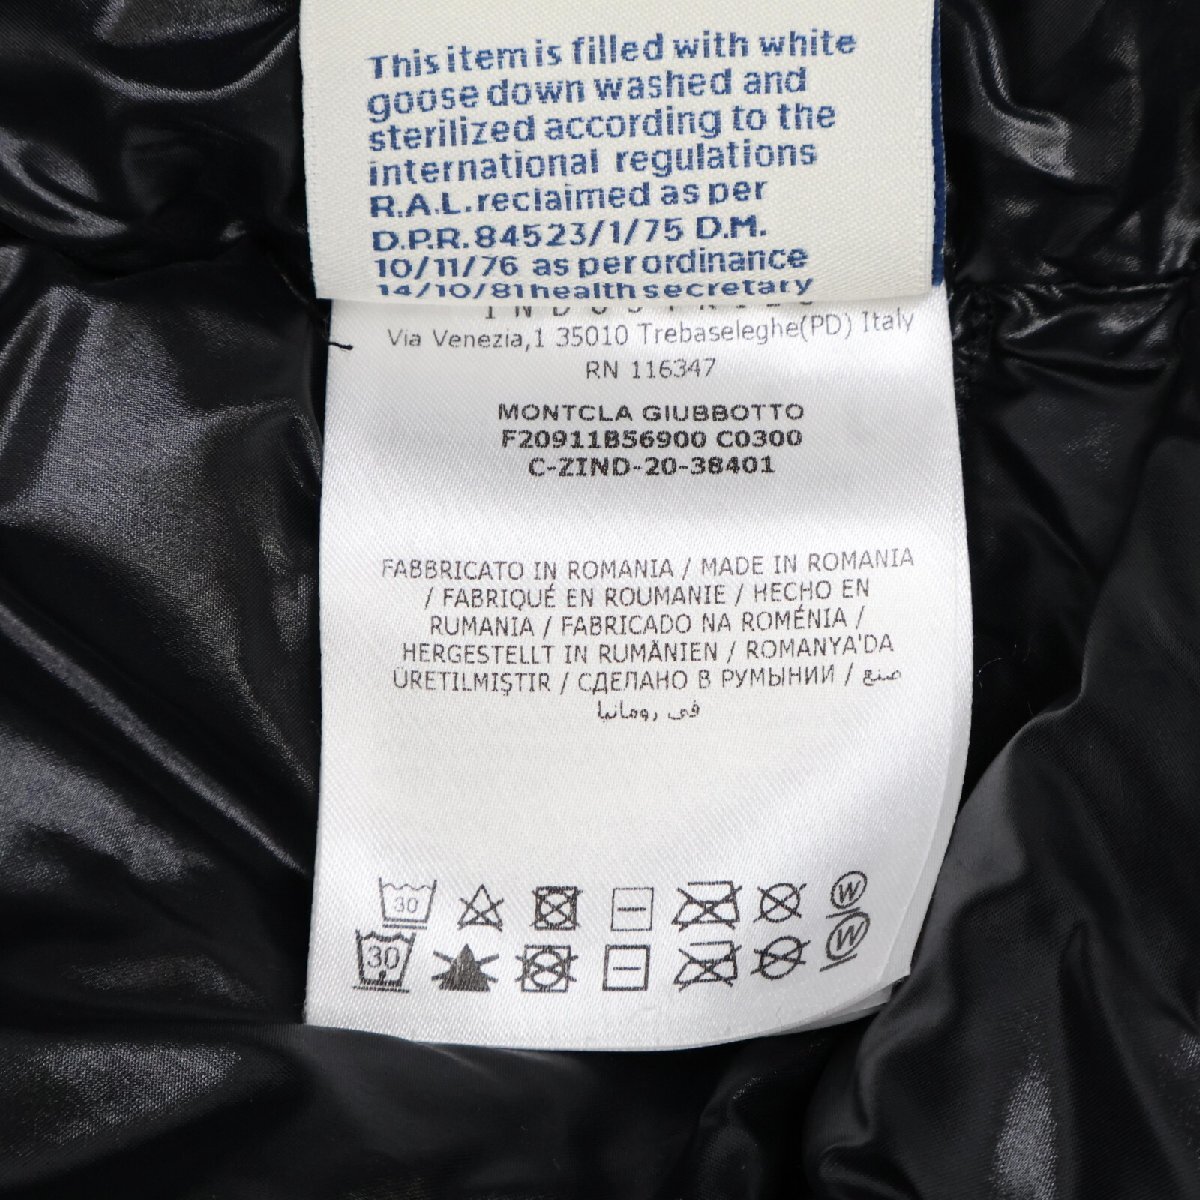 This item is filled with white
goose down washed and
sterilized according to the
international regulations
R.A.L. reclaimed as per
D.P.R. 84523/1/75 D.M.
10/11/76 as per ordinance
14/10/81 health secretary
INDUSTRIES
Via Venezia,1 35010 Trebaseleghe(PD) Italy
RN 116347
MONTCLA GIUBBOTTO
F20911B56900 C0300
C-ZIND-20-38401
FABBRICATO IN ROMANIA / MADE IN ROMANIA
/ FABRIQUÉ EN ROUMANIE / HECHO EN
RUMANIA / FABRICADO NA ROMÉNIA /
HERGESTELLT IN RUMÄNIEN / ROMANYA'DA
ÜRETILMIŞTIR / СДЕЛАНО В РУМЫНИИ / صنع
في رومانيا
30 W
30 W